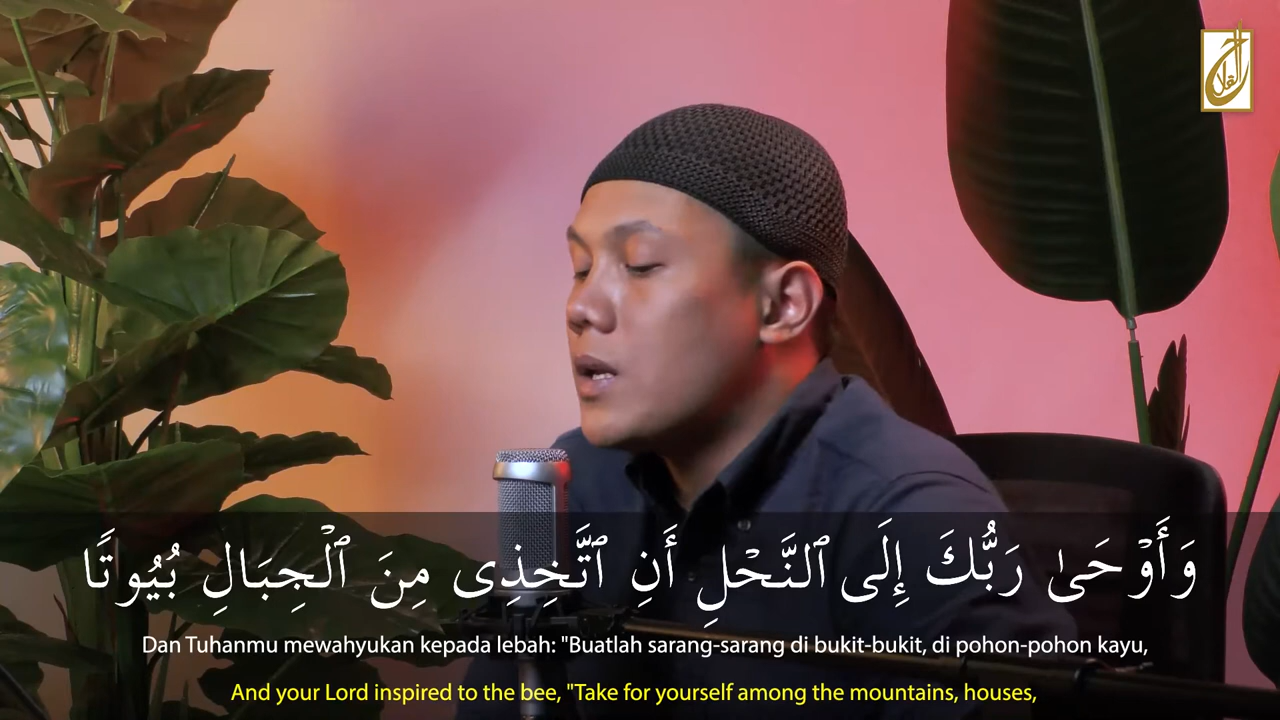 وَأَوْحَىٰ رَبُّكَ إِلَى ٱلنَّحْلِ أَنِ ٱتَّخِذِى مِنَ ٱلْجِبَالِ بُيُوتًا
Dan Tuhanmu mewahyukan kepada lebah: "Buatlah sarang-sarang di bukit-bukit, di pohon-pohon kayu,
And your Lord inspired to the bee, "Take for yourself among the mountains, houses,